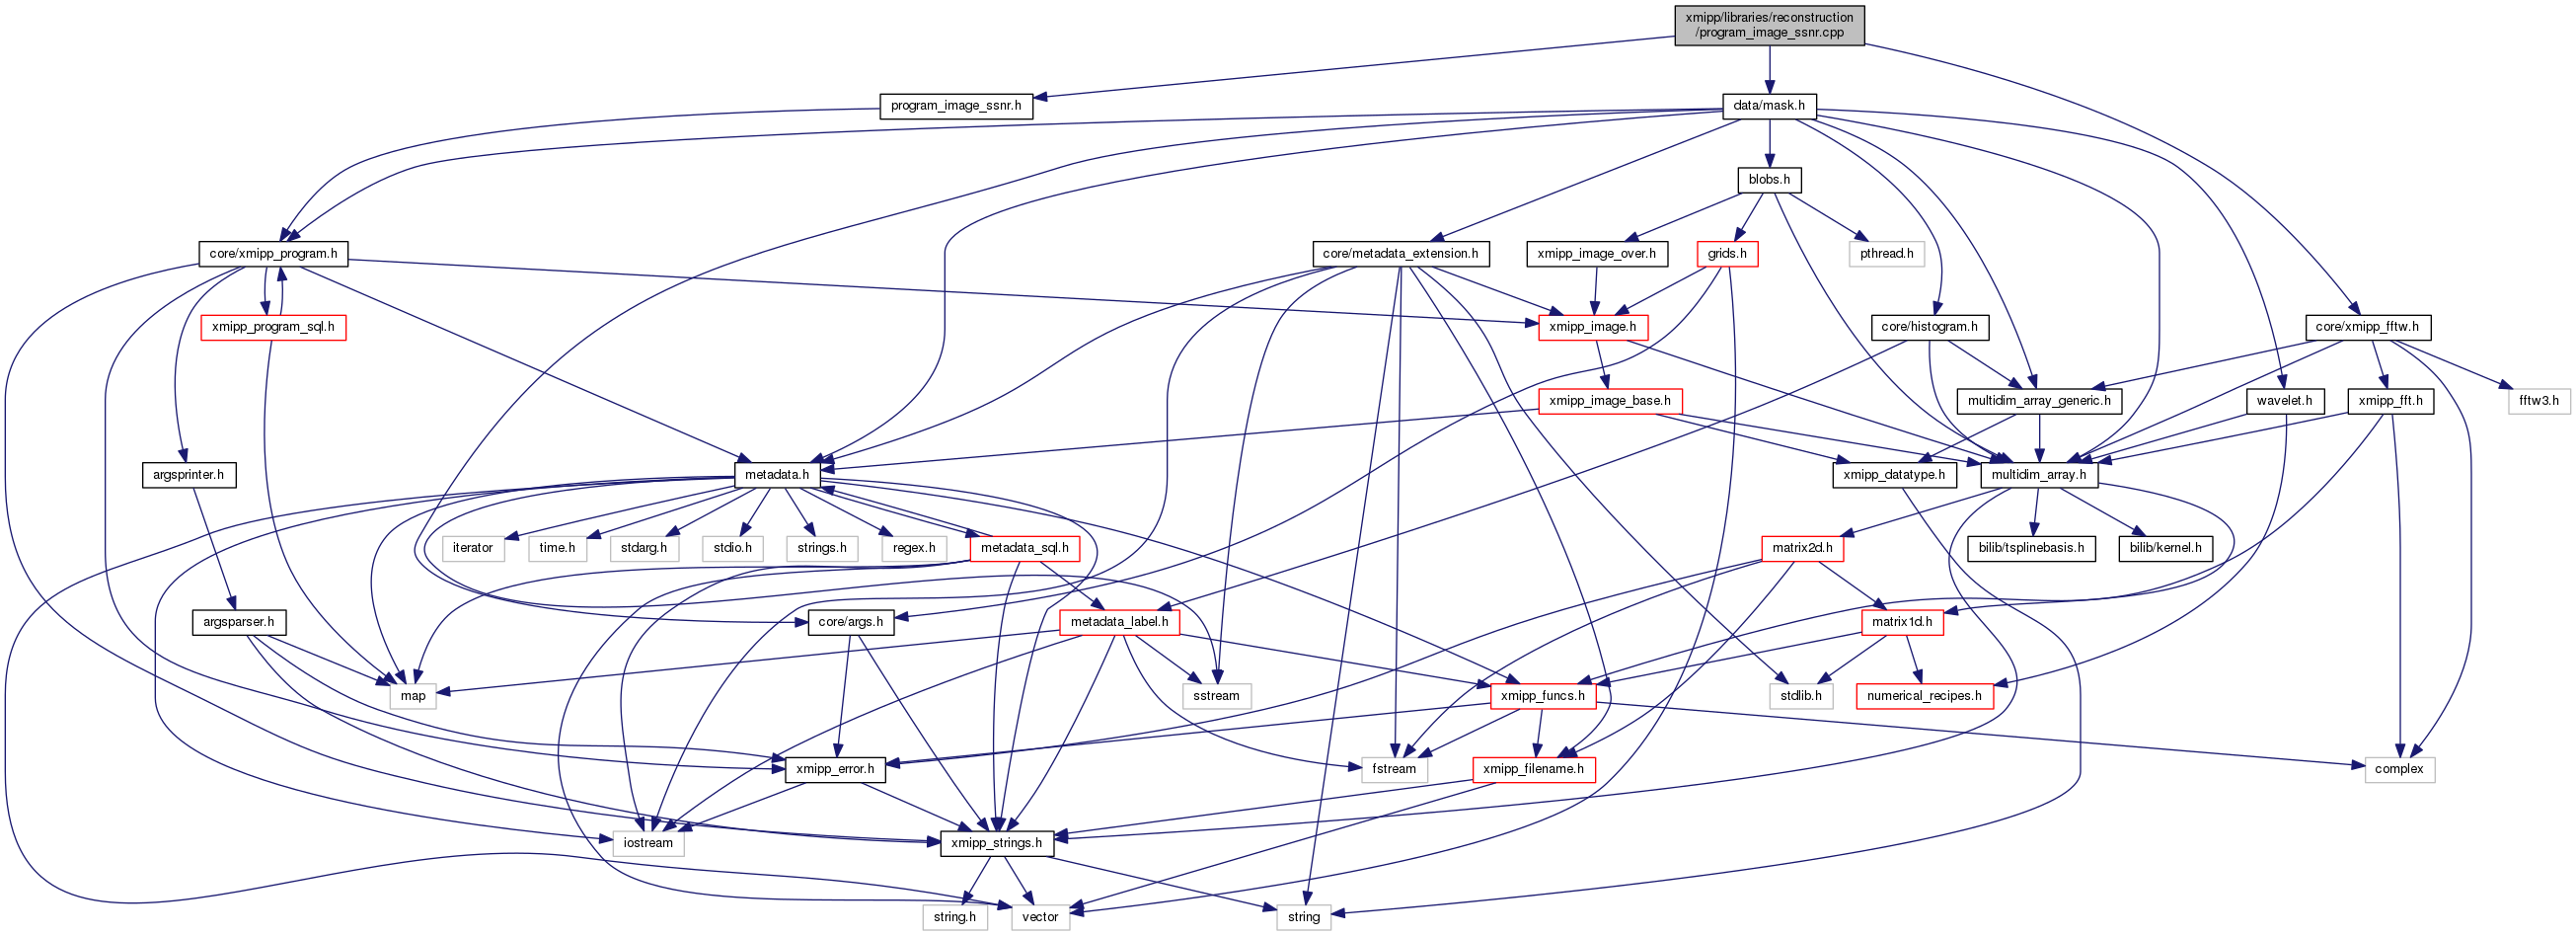 xmipp/libraries/reconstruction
/program_image_ssnr.cpp
program_image_ssnr.h
data/mask.h
blobs.h
core/xmipp_program.h
core/metadata_extension.h
xmipp_image_over.h
grids.h
pthread.h
xmipp_program_sql.h
xmipp_image.h
core/histogram.h
core/xmipp_fftw.h
xmipp_image_base.h
multidim_array_generic.h
wavelet.h
xmipp_fft.h
fftw3.h
argsprinter.h
metadata.h
xmipp_datatype.h
multidim_array.h
iterator
time.h
stdarg.h
stdio.h
strings.h
regex.h
metadata_sql.h
matrix2d.h
bilib/tsplinebasis.h
bilib/kernel.h
argsparser.h
core/args.h
metadata_label.h
matrix1d.h
map
sstream
xmipp_funcs.h
stdlib.h
numerical_recipes.h
xmipp_error.h
fstream
xmipp_filename.h
complex
iostream
xmipp_strings.h
string.h
vector
string